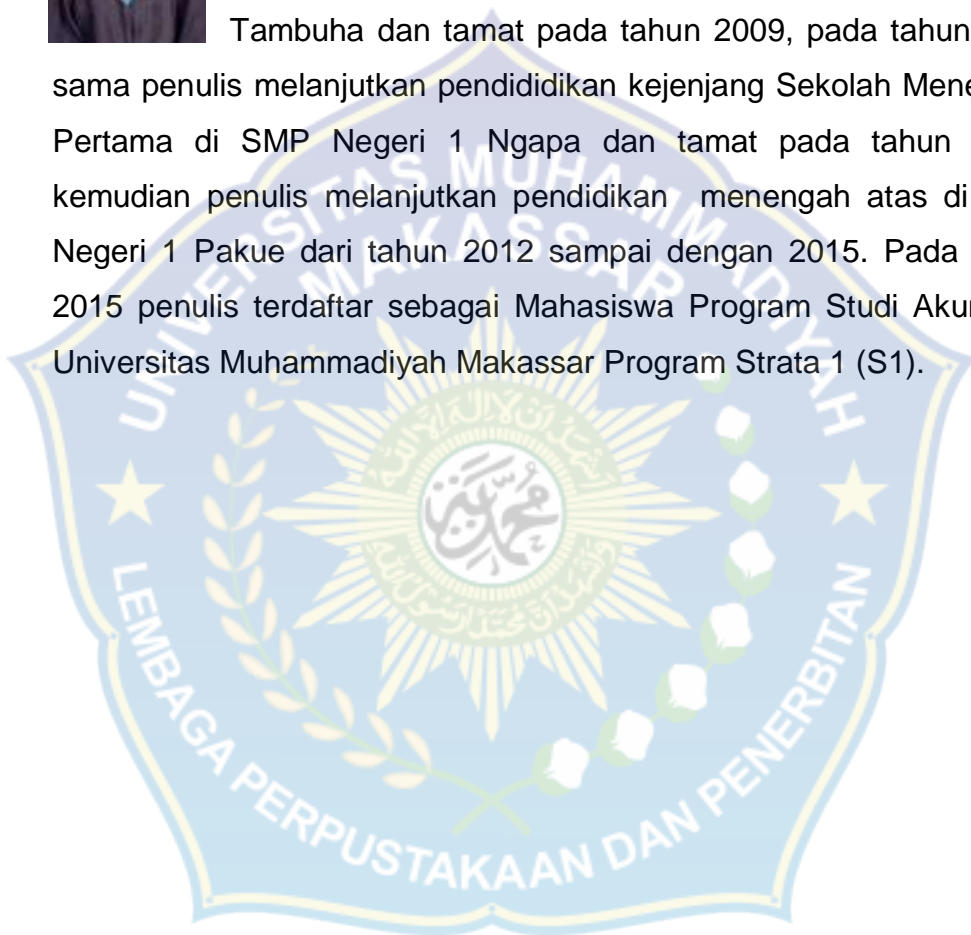 Tambuha dan tamat pada tahun 2009, pada tahun
sama penulis melanjutkan pendididikan kejenjang Sekolah Mene
Pertama di SMP Negeri 1 Ngapa dan tamat pada tahun
kemudian penulis melanjutkan pendidikan menengah atas di
Negeri 1 Pakue dari tahun 2012 sampai dengan 2015. Pada
2015 penulis terdaftar sebagai Mahasiswa Program Studi Aku
Universitas Muhammadiyah Makassar Program Strata 1 (S1).
UNIVERSITAS MUHAMMADIYAH
MAKASSAR
محمدية
LEMBAGA PERPUSTAKAAN DAN PENERBITAN